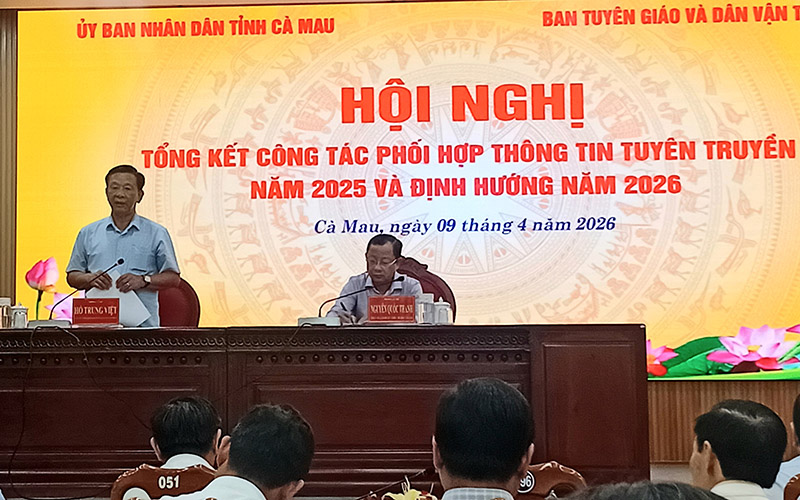 ỦY BAN NHÂN DÂN TỈNH CÀ MAU
BAN TUYÊN GIÁO VÀ DÂN VẬN T
HỘI NGHỊ
TỔNG KẾT CÔNG TÁC PHỐI HỢP THÔNG TIN TUYÊN TRUYỀN
NĂM 2025 VÀ ĐỊNH HƯỚNG NĂM 2026
Cà Mau, ngày 09 tháng 4 năm 2026
HỒ TRUNG VIỆT
NGUYỄN QUỐC THANH
051
96